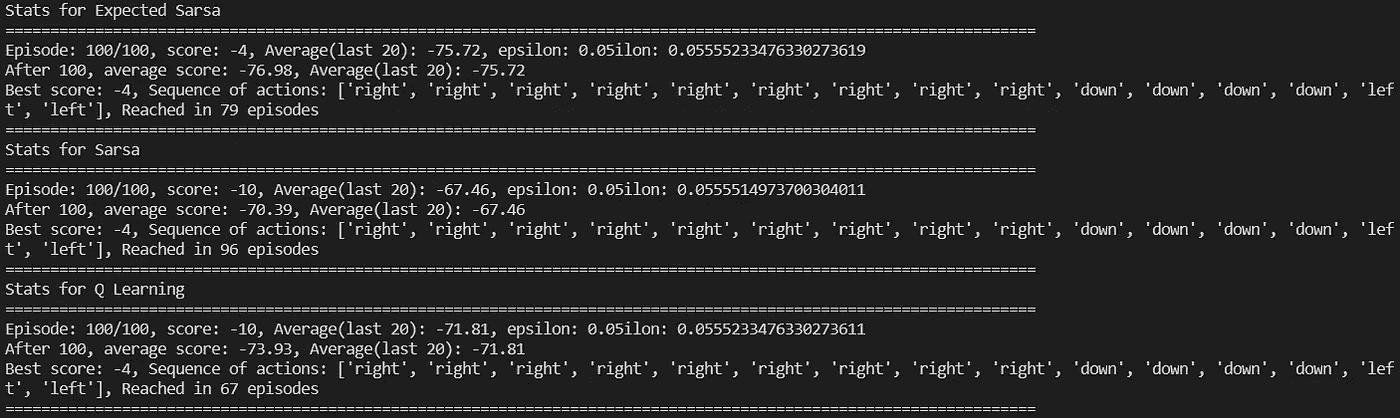 Stats for Expected Sarsa
==================================================================================================================
Episode: 100/100, score: -4, Average(last 20): -75.72, epsilon: 0.05ilon: 0.05555233476330273619
After 100, average score: -76.98, Average(last 20): -75.72
Best score: -4, Sequence of actions: ['right', 'right', 'right', 'right', 'right', 'right', 'right', 'right', 'right', 'down', 'down', 'down', 'down', 'lef
t', 'left'], Reached in 79 episodes
==================================================================================================================
Stats for Sarsa
==================================================================================================================
Episode: 100/100, score: -10, Average(last 20): -67.46, epsilon: 0.05ilon: 0.0555514973700304011
After 100, average score: -70.39, Average(last 20): -67.46
Best score: -4, Sequence of actions: ['right', 'right', 'right', 'right', 'right', 'right', 'right', 'right', 'right', 'down', 'down', 'down', 'down', 'lef
t', 'left'], Reached in 96 episodes
==================================================================================================================
Stats for Q Learning
==================================================================================================================
Episode: 100/100, score: -10, Average(last 20): -71.81, epsilon: 0.05ilon: 0.0555233476330273611
After 100, average score: -73.93, Average(last 20): -71.81
Best score: -4, Sequence of actions: ['right', 'right', 'right', 'right', 'right', 'right', 'right', 'right', 'right', 'down', 'down', 'down', 'down', 'lef
t', 'left'], Reached in 67 episodes
==================================================================================================================